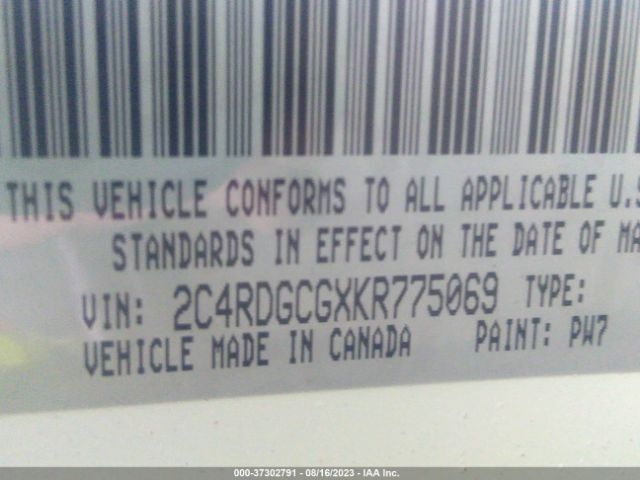 THIS VEHICLE CONFORMS TO ALL APPLICABLE U.S
STANDARDS IN EFFECT ON THE DATE OF MA
VIN: 2C4RDGCGXKR775069 TYPE:
VEHICLE MADE IN CANADA PAINT: PW7
000-37302791 - 08/16/2023 - IAA Inc.